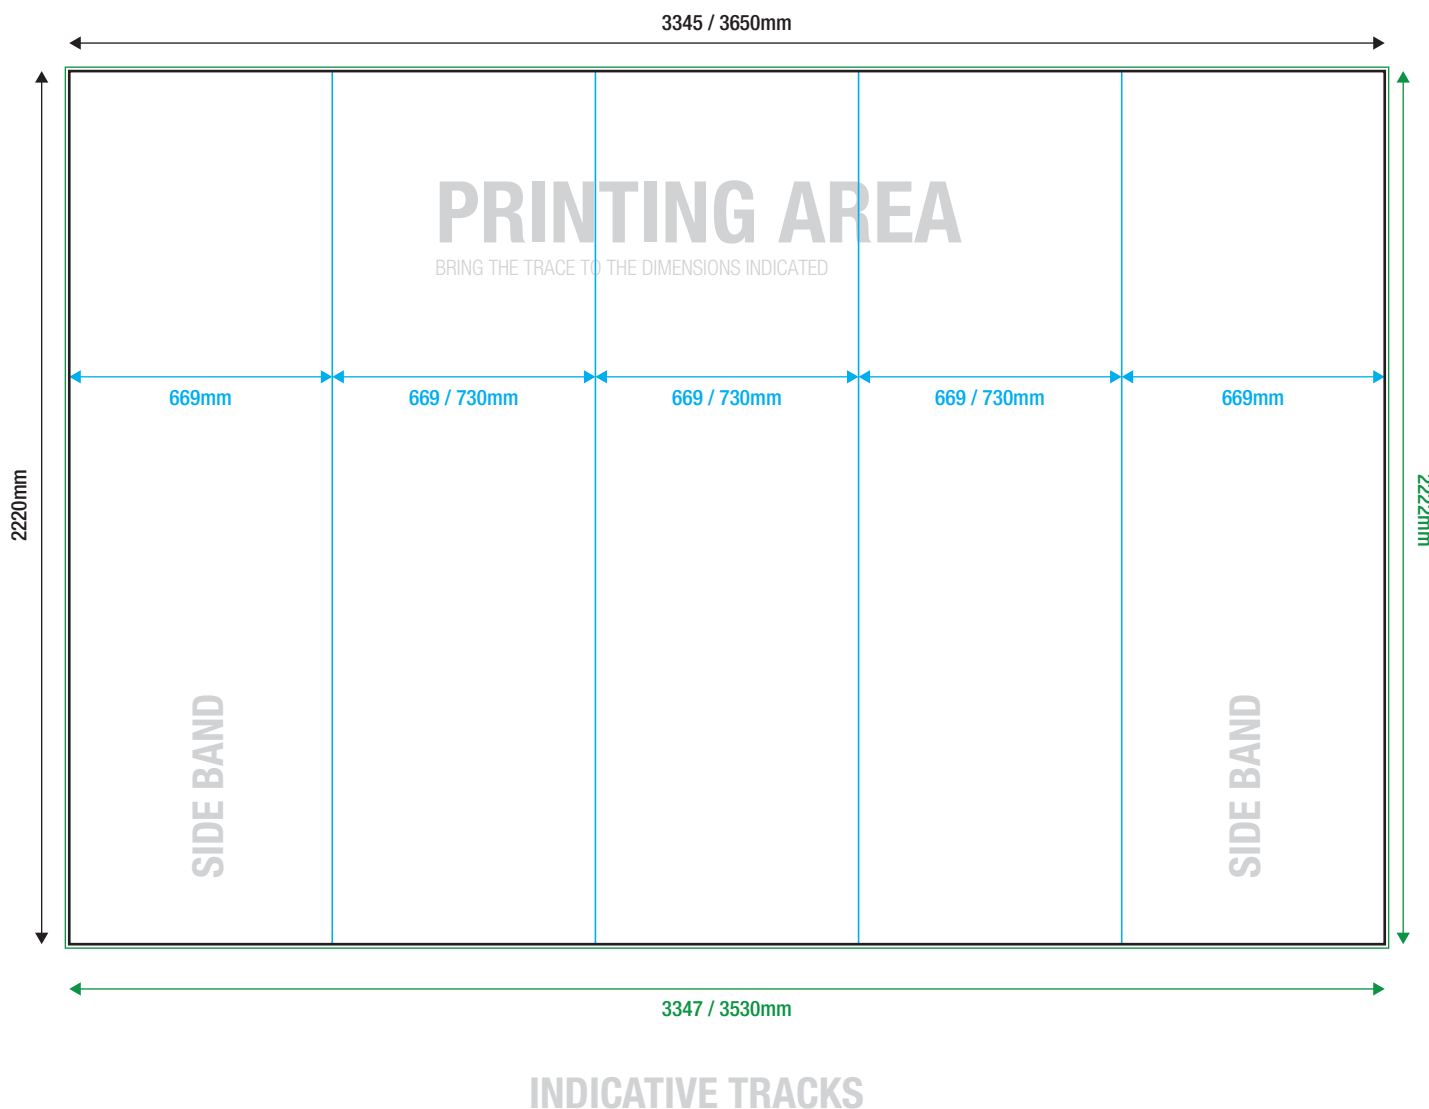 3345 / 3650mm
PRINTING AREA
BRING THE TRACE TO THE DIMENSIONS INDICATED
669mm
669 / 730mm
669 / 730mm
669 / 730mm
669mm
2220mm
2222mm
SIDE BAND
SIDE BAND
3347 / 3530mm
INDICATIVE TRACKS